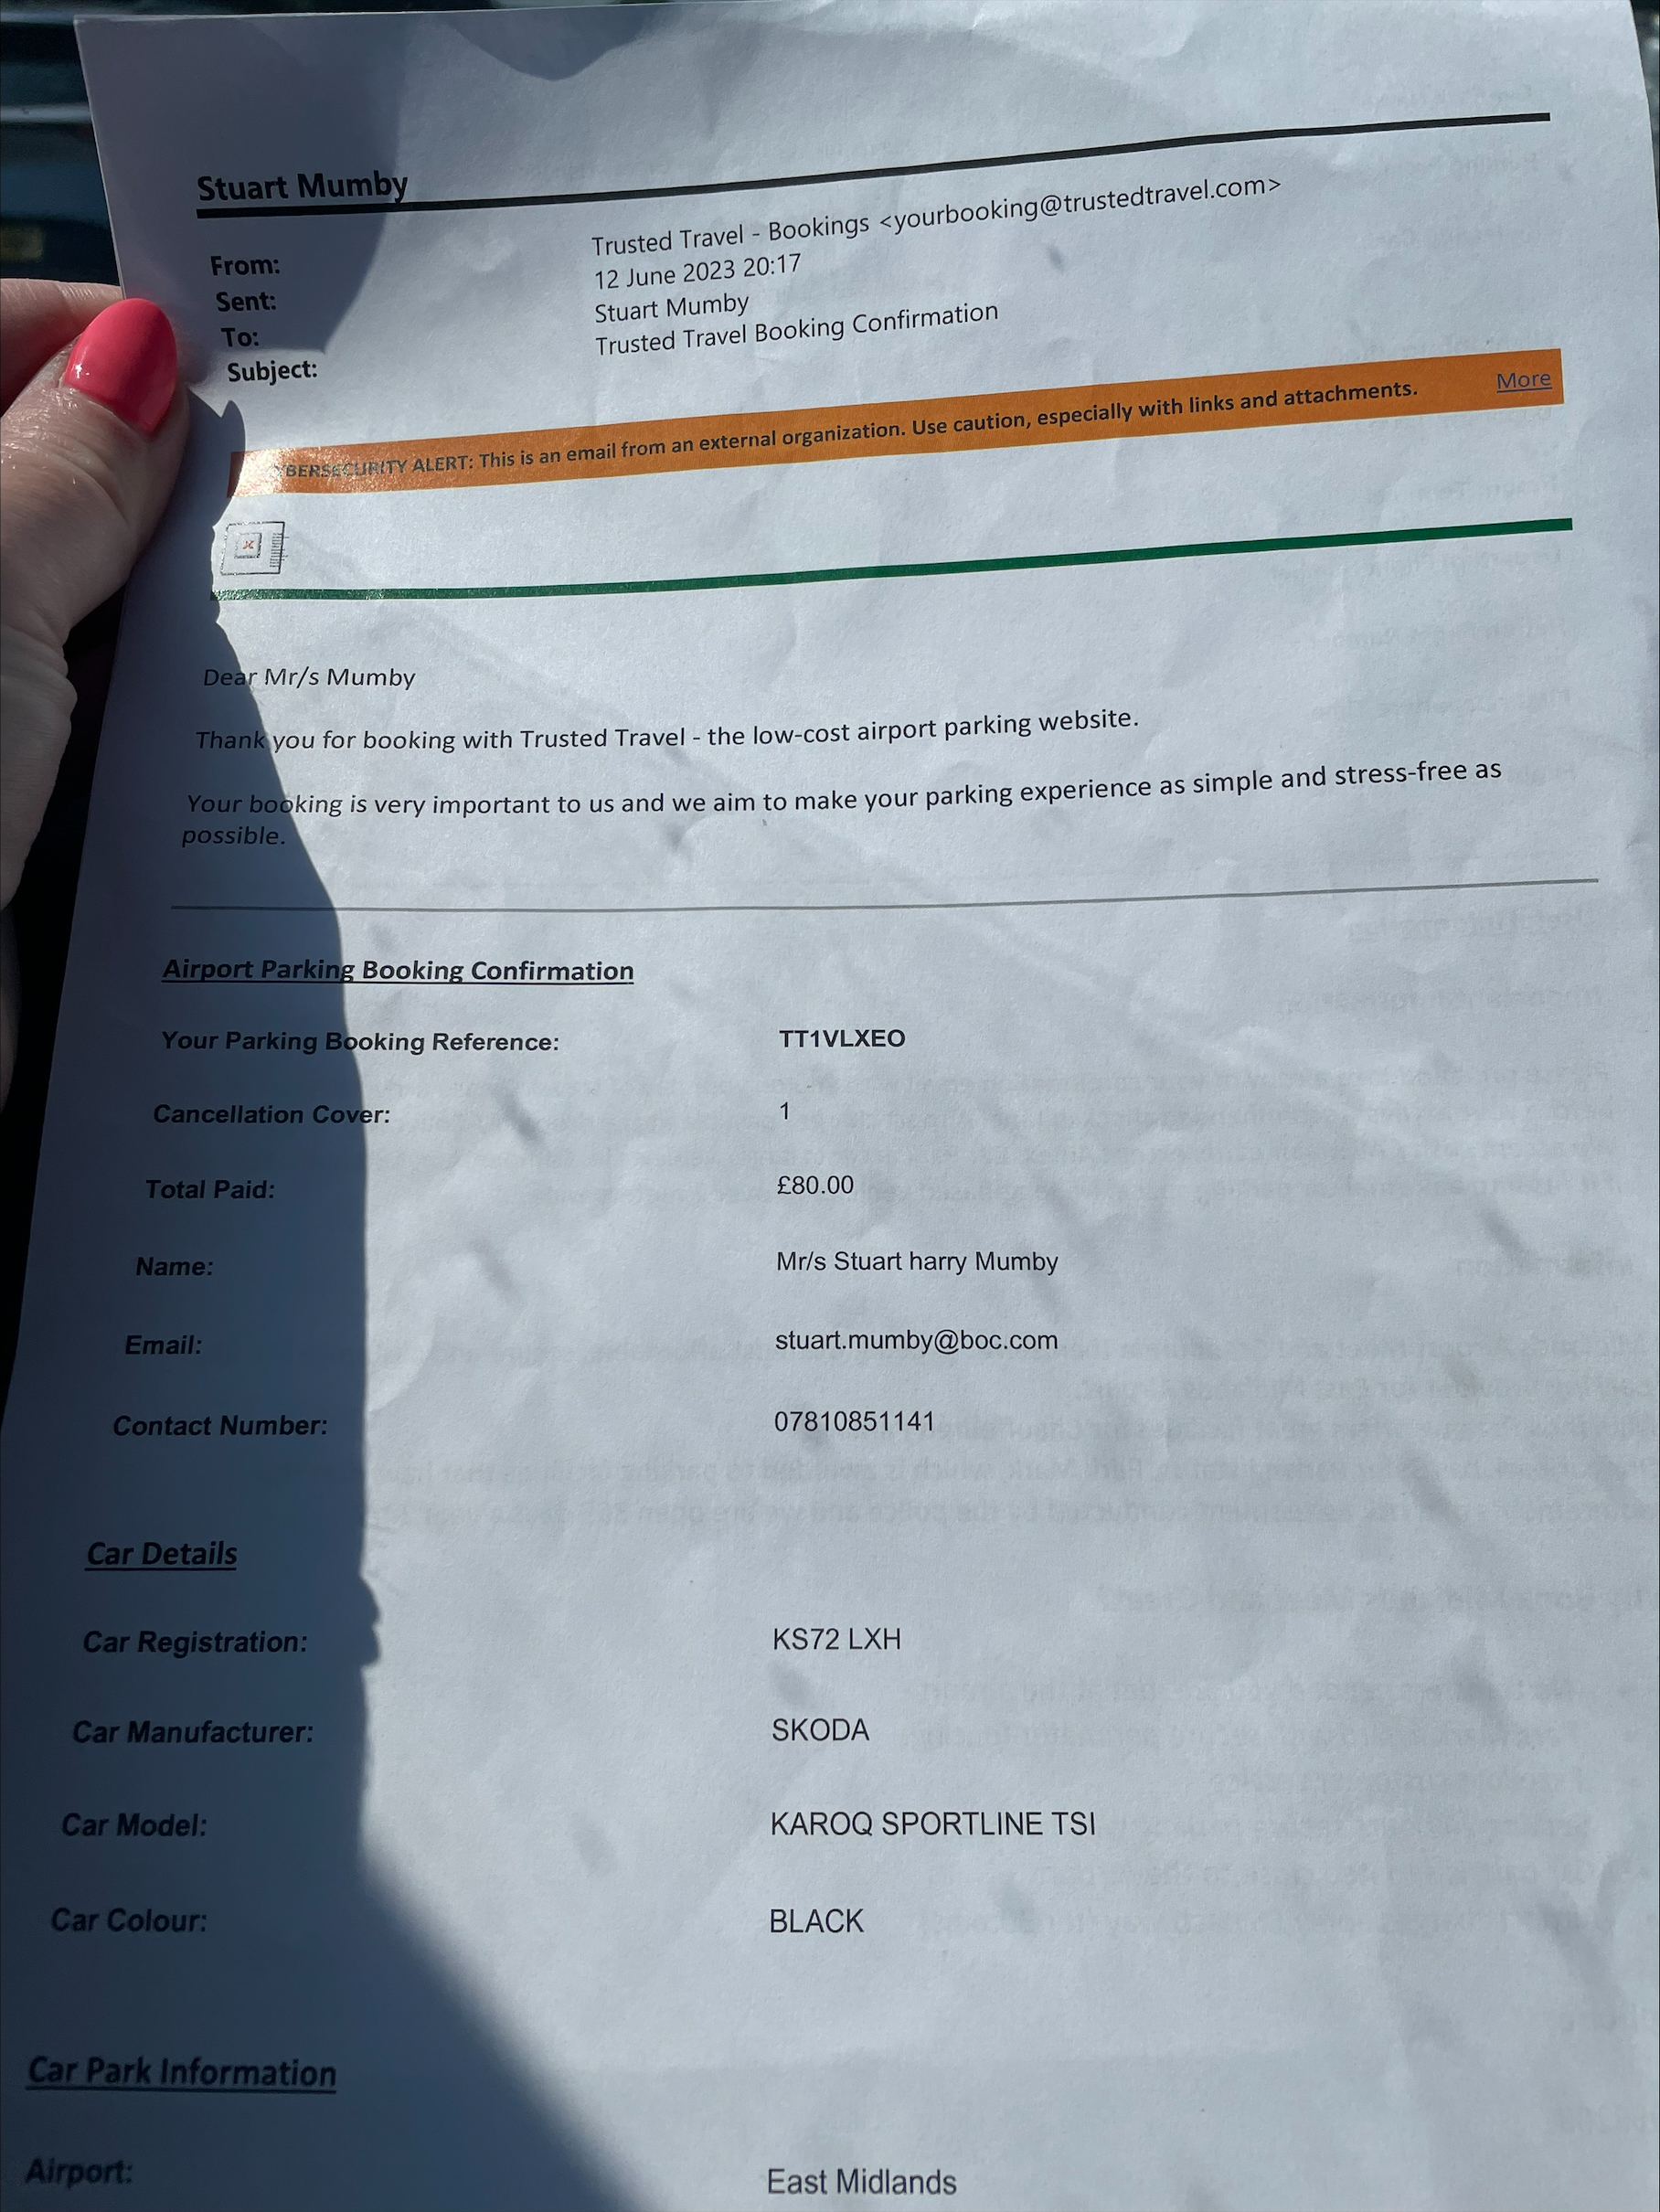 Stuart Mumby
From: Trusted Travel - Bookings <yourbooking@trustedtravel.com>
Sent: 12 June 2023 20:17
To: Stuart Mumby
Subject: Trusted Travel Booking Confirmation
YBERSECURITY ALERT: This is an email from an external organization. Use caution, especially with links and attachments. More
Dear Mr/s Mumby
Thank you for booking with Trusted Travel - the low-cost airport parking website.
Your booking is very important to us and we aim to make your parking experience as simple and stress-free as
possible.
Airport Parking Booking Confirmation
Your Parking Booking Reference: TT1VLXEO
Cancellation Cover: 1
Total Paid: £80.00
Name: Mr/s Stuart harry Mumby
Email: stuart.mumby@boc.com
Contact Number: 07810851141
Car Details
Car Registration: KS72 LXH
Car Manufacturer: SKODA
Car Model: KAROQ SPORTLINE TSI
Car Colour: BLACK
Car Park Information
Airport: East Midlands